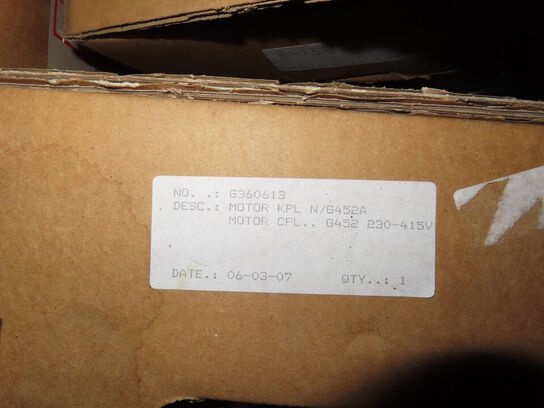 NO. .: G360613
DESC.: MOTOR KPL N/G452A
MOTOR CPL.. G452 230-415V
DATE.: 06-03-07 QTY..: 1